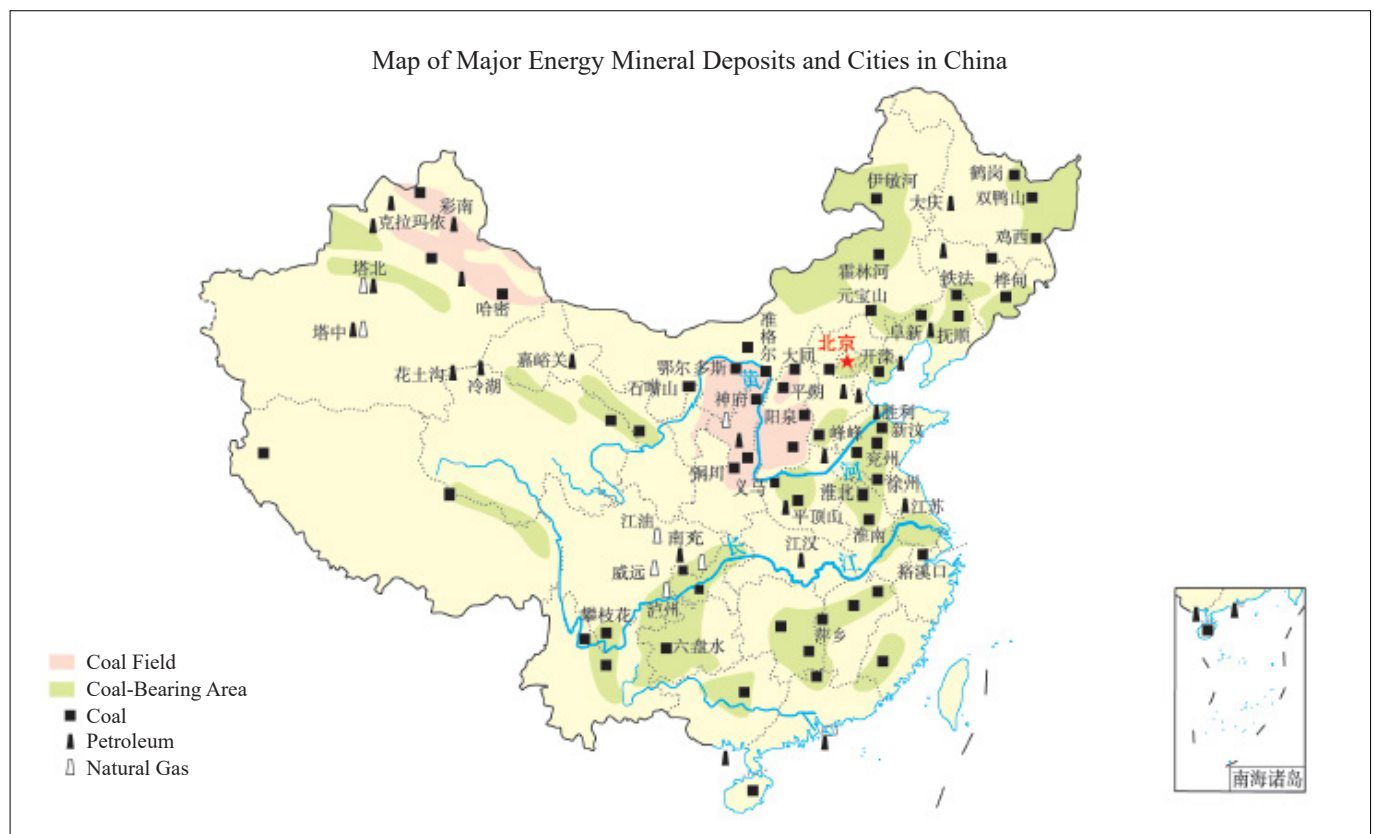 Map of Major Energy Mineral Deposits and Cities in China
鹤岗
伊敏河
双鸭山
大庆
彩南
克拉玛依
鸡西
塔北
霍林河
铁法
桦甸
元宝山
哈密
准格尔
塔中
阜新
抚顺
北京
大同
开滦
嘉峪关
鄂尔多斯
黄
花土沟
冷湖
石嘴山
平朔
神府
阳泉
胜利
峰峰
新汶
兖州
铜川
河
义马
淮北
徐州
江苏
平顶山
江油
淮南
南充
长
江汉
江
威远
裕溪口
泸州
攀枝花
萍乡
六盘水
Coal Field
Coal-Bearing Area
Coal
Petroleum
Natural Gas
南海诸岛